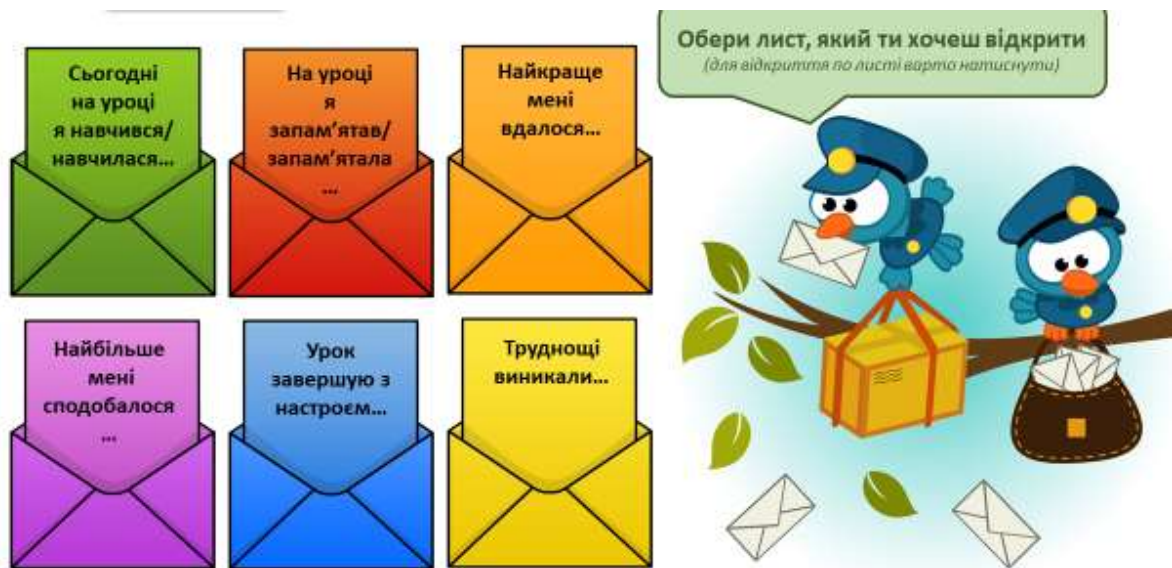 Сьогодні
на уроці
я навчився/
навчилася...
На уроці
я
запам'ятав/
запам'ятала
...
Найкраще
мені
вдалося...
Найбільше
мені
сподобалося
...
Урок
завершую з
настроєм...
Труднощі
виникали...
Обери лист, який ти хочеш відкрити
(для відкриття по листі варто натиснути)